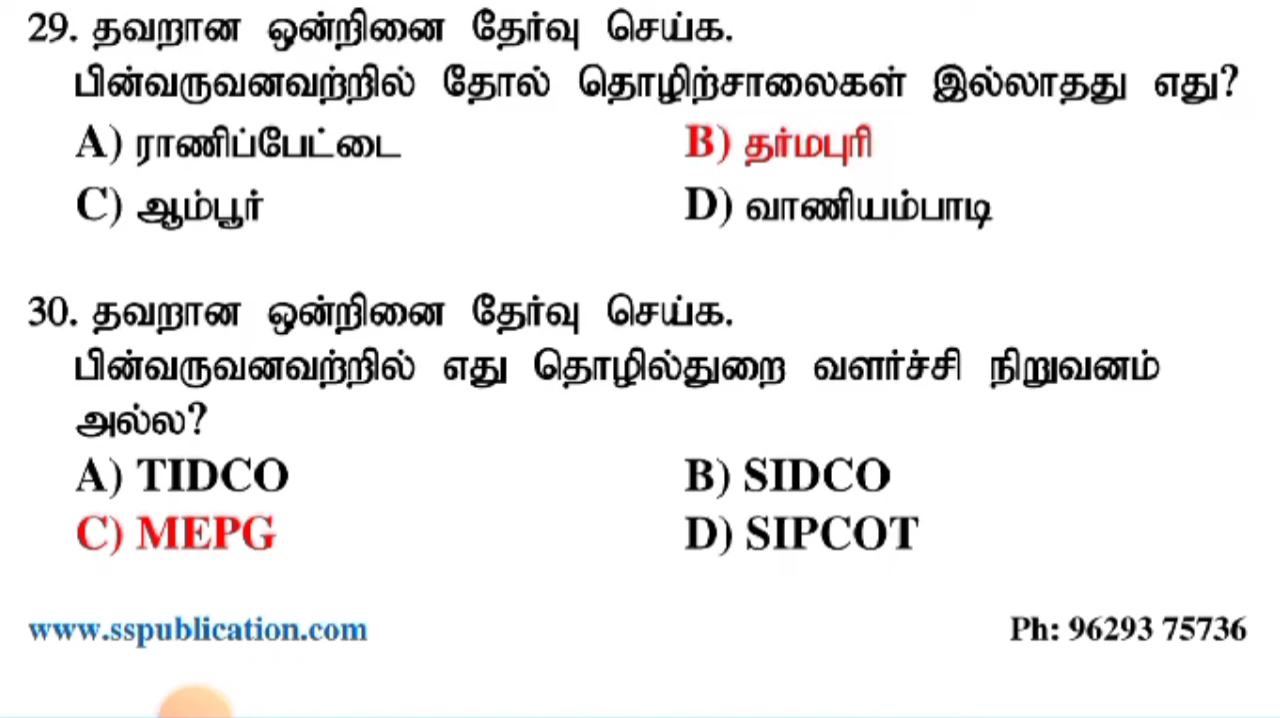 29. தவறான ஒன்றினை தேர்வு செய்க.
பின்வருவனவற்றில் தோல் தொழிற்சாலைகள் இல்லாதது எது?
A) ராணிப்பேட்டை B) தர்மபுரி
C) ஆம்பூர் D) வாணியம்பாடி
30. தவறான ஒன்றினை தேர்வு செய்க.
பின்வருவனவற்றில் எது தொழில்துறை வளர்ச்சி நிறுவனம்
அல்ல?
A) TIDCO B) SIDCO
C) MEPG D) SIPCOT
www.sspublication.com Ph: 96293 75736